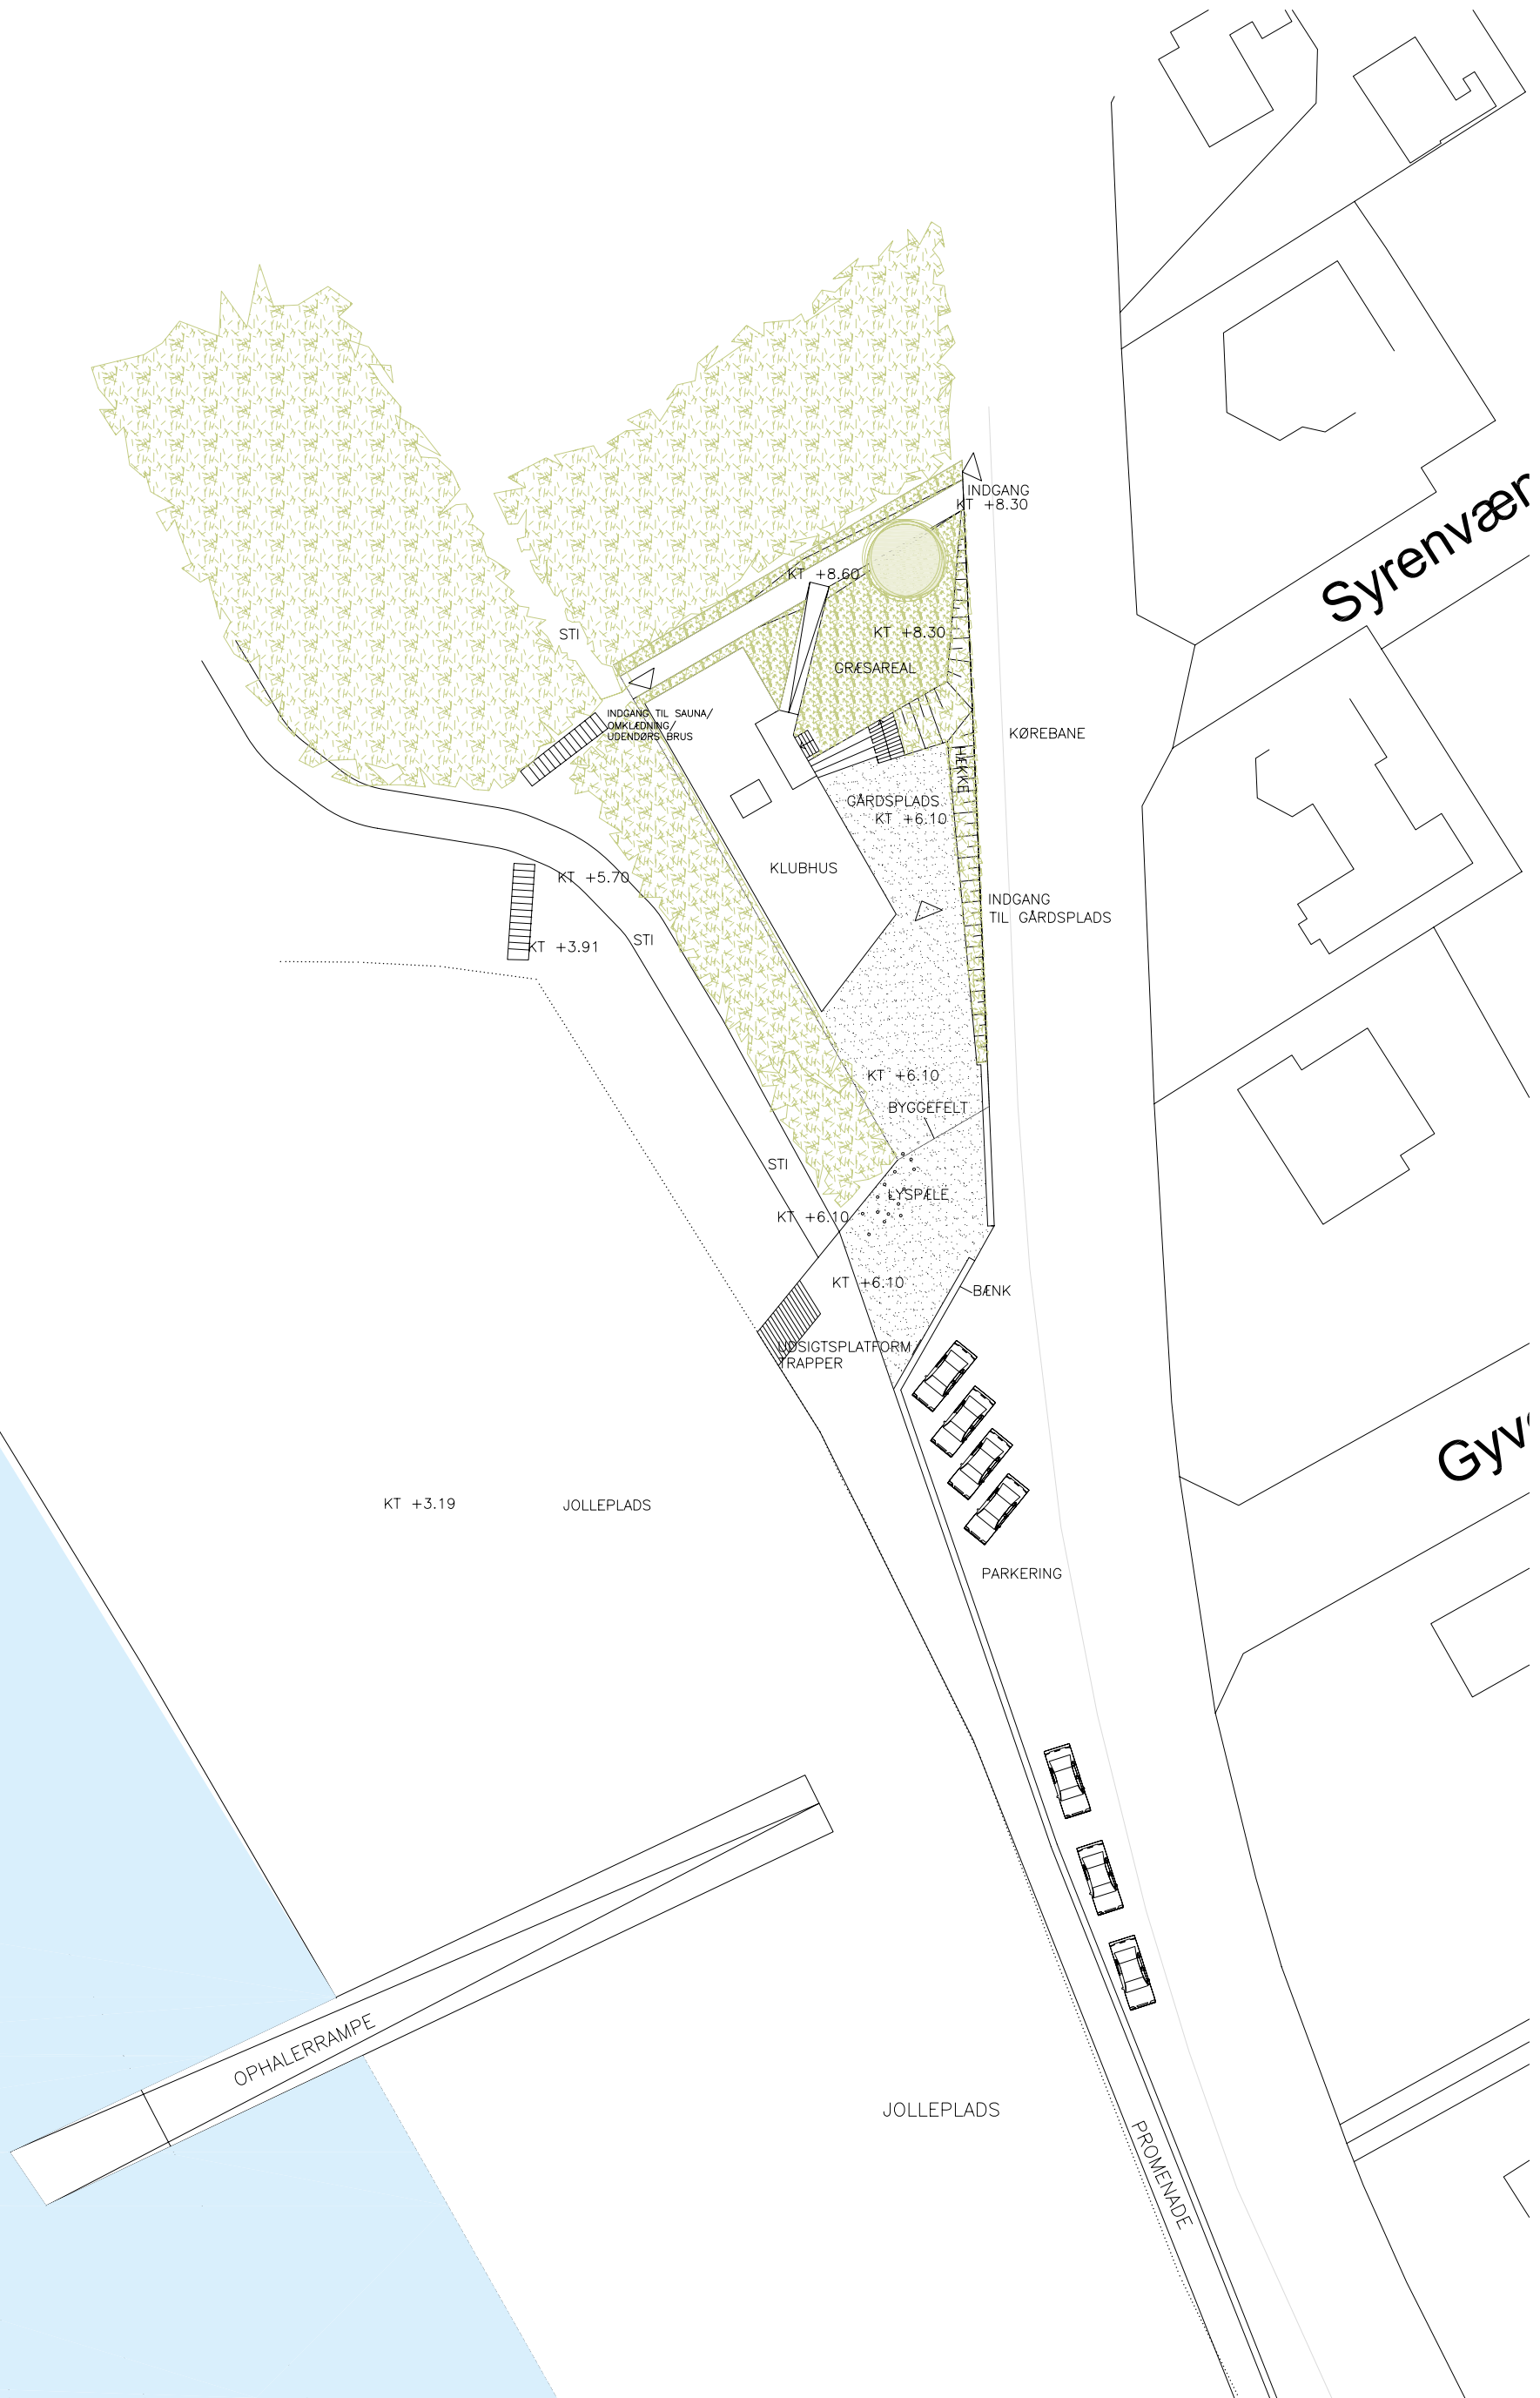 INDGANG
KT +8.30
Syrenvæn
KT +8.60
STI
KT +8.30
GRÆSAREAL
INDGANG TIL SAUNA/
OMKLÆDNING/
UDENDØRS BRUS
KØREBANE
HÆKKE
GÅRDSPLADS
KT +6.10
KLUBHUS
KT +5.70
INDGANG
TIL GÅRDSPLADS
STI
KT +3.91
KT +6.10
BYGGEFELT
STI
LYSPÆLE
KT +6.10
KT +6.10
BÆNK
UDSIGTSPLATFORM/
TRAPPER
Gyv
KT +3.19
JOLLEPLADS
PARKERING
OPHALERRAMPE
JOLLEPLADS
PROMENADE